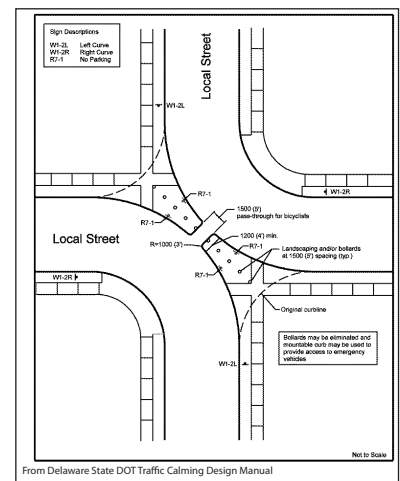 Sign Descriptions
W1-2L Left Curve
W1-2R Right Curve
R7-1 No Parking
Local Street
W1-2L
W1-2R
R7-1
R7-1
1500 (5')
pass-through for bicyclists
1200 (4') min.
R7-1
Local Street
R=1000 (3')
Landscaping and/or bollards
at 1500 (5') spacing (typ.)
R7-1
W1-2R
Original curbline
Bollards may be eliminated and
mountable curb may be used to
provide access to emergency
vehicles
W1-2L
Not to Scale
From Delaware State DOT Traffic Calming Design Manual